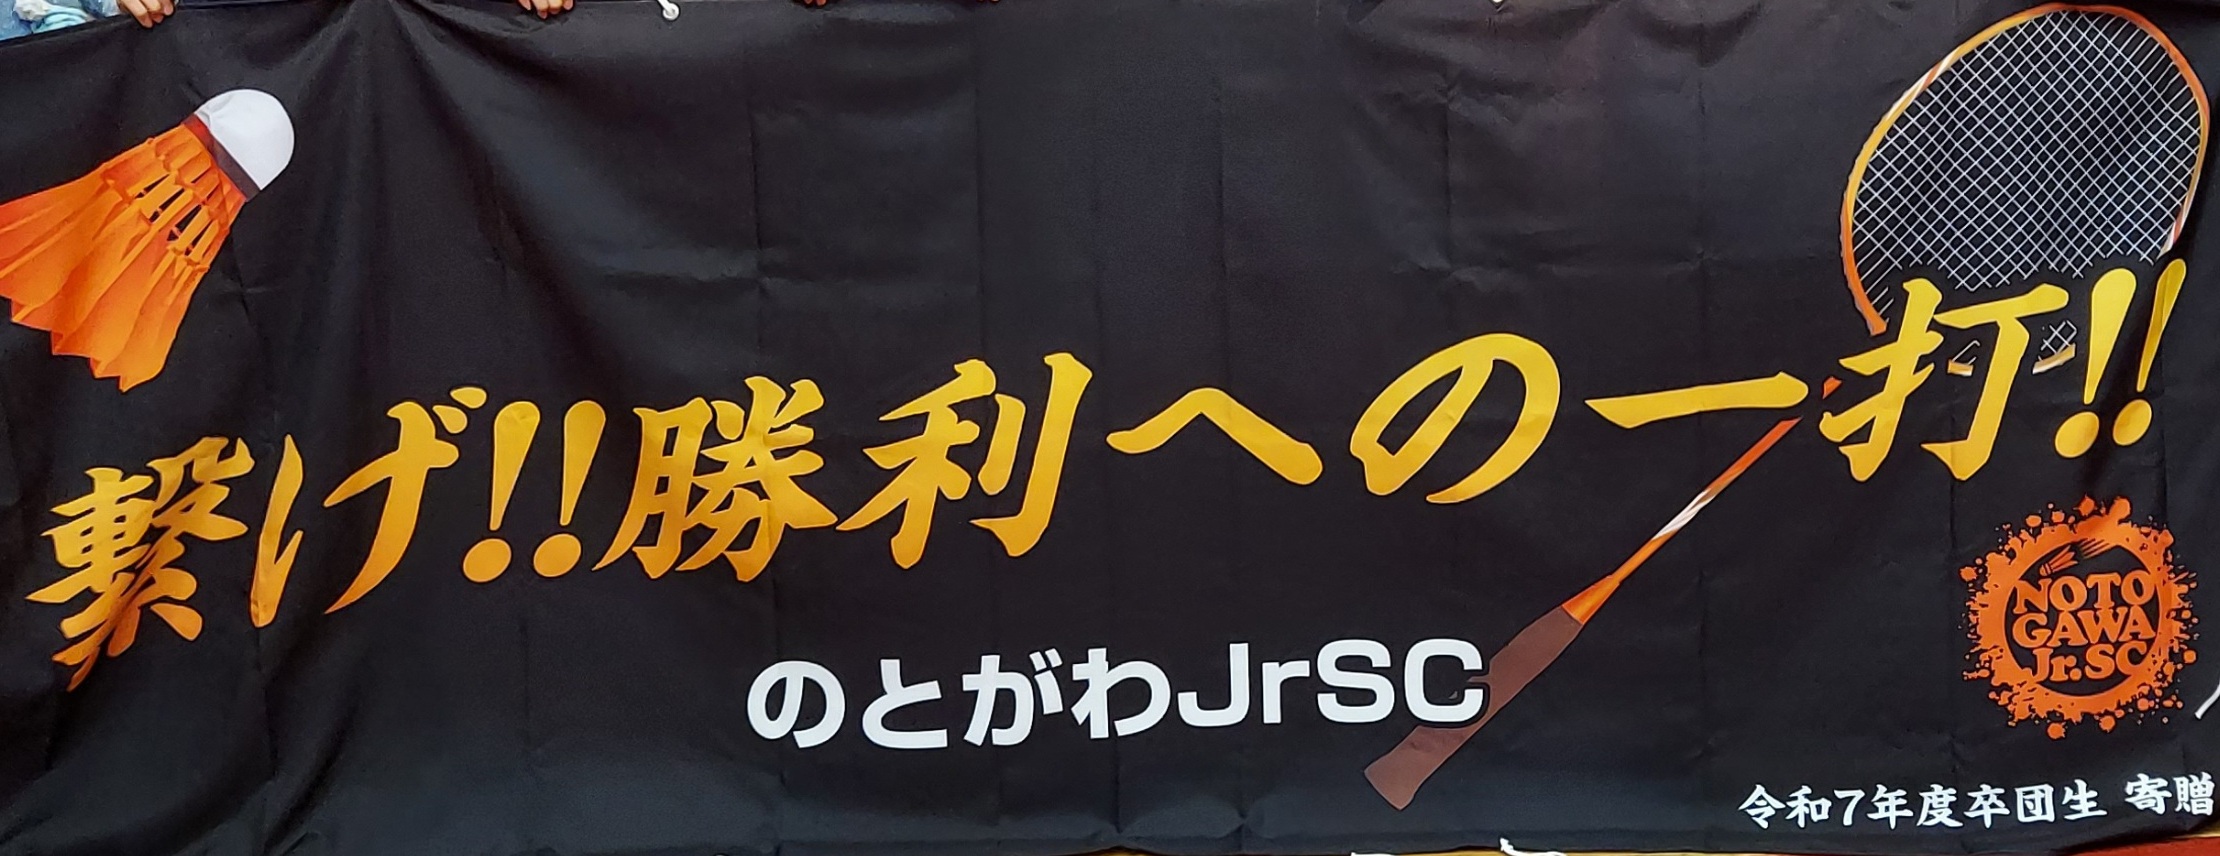 繋げ!!勝利への一打!!
のとがわJrSC
NOTO
GAWA
Jr.SC
令和7年度卒団生 寄贈